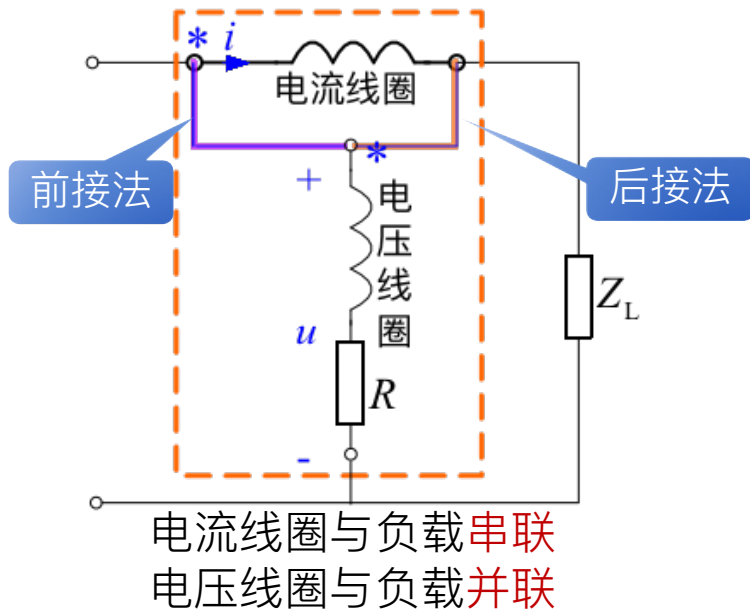 * i
电流线圈
前接法
*
后接法
+
电压线圈
Z_L
u
R
-
电流线圈与负载串联
电压线圈与负载并联